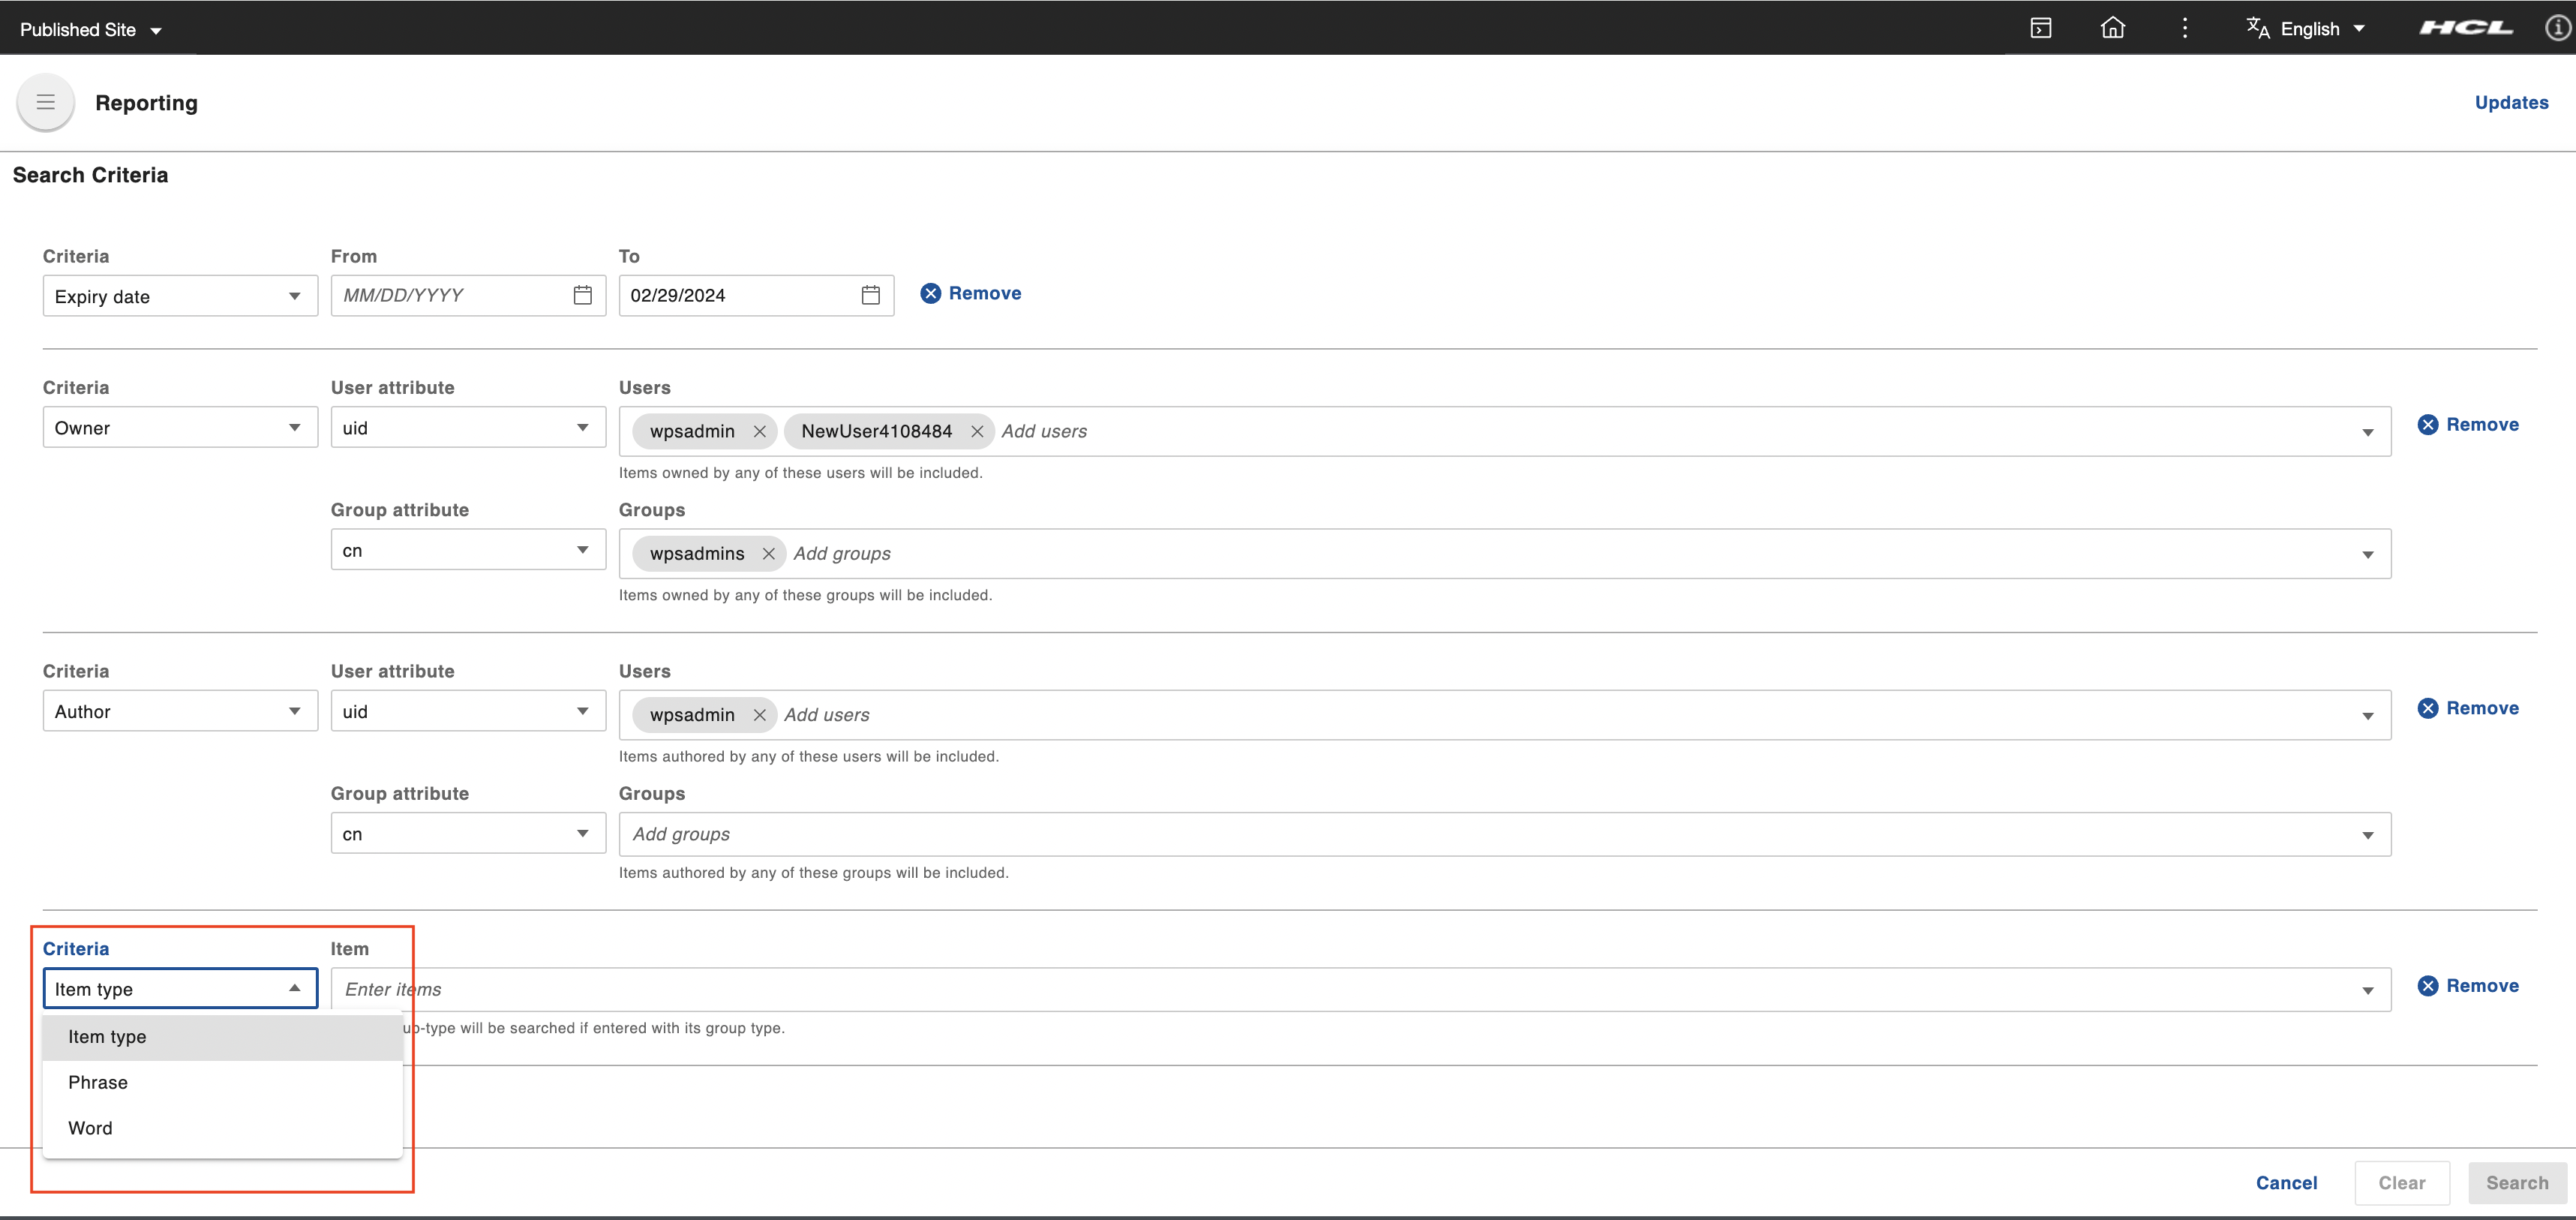 Published Site
English
HCL
Reporting
Updates
Search Criteria
Criteria From To
Expiry date MM/DD/YYYY 02/29/2024 Remove
Criteria User attribute Users
Owner uid wpsadmin NewUser4108484 Add users Remove
Items owned by any of these users will be included.
Group attribute Groups
cn wpsadmins Add groups
Items owned by any of these groups will be included.
Criteria User attribute Users
Author uid wpsadmin Add users Remove
Items authored by any of these users will be included.
Group attribute Groups
cn Add groups
Items authored by any of these groups will be included.
Criteria Item
Item type Enter items Remove
ub-type will be searched if entered with its group type.
Item type
Phrase
Word
Cancel Clear Search